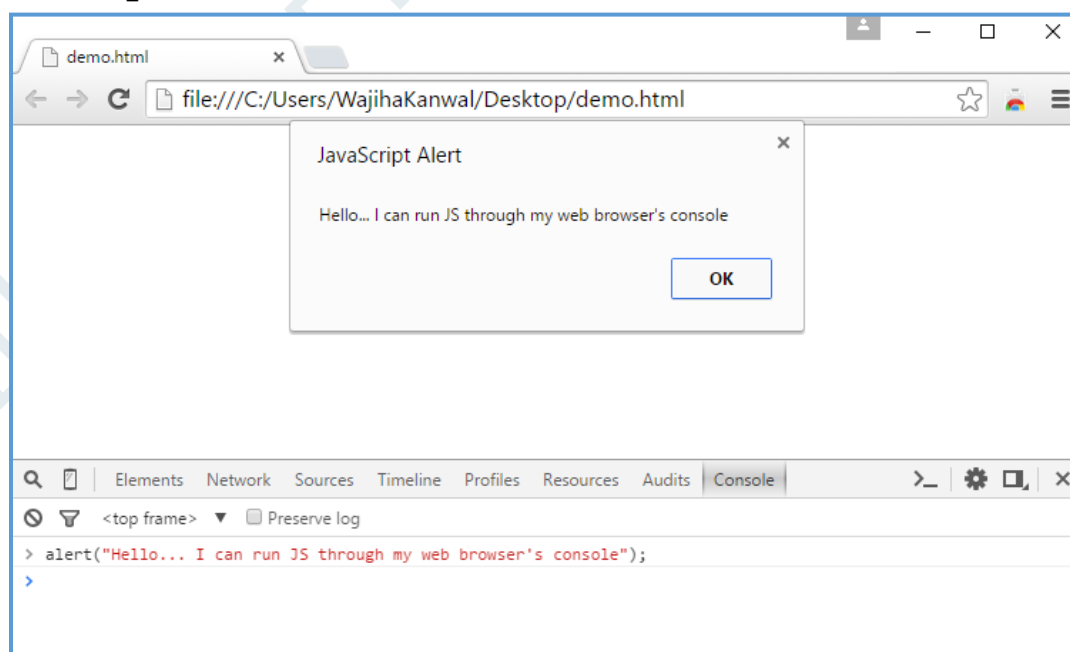 demo.html
file:///C:/Users/WajihaKanwal/Desktop/demo.html
JavaScript Alert
Hello... I can run JS through my web browser's console
OK
Elements Network Sources Timeline Profiles Resources Audits Console
<top frame> ▼ Preserve log
> alert("Hello... I can run JS through my web browser's console");
>